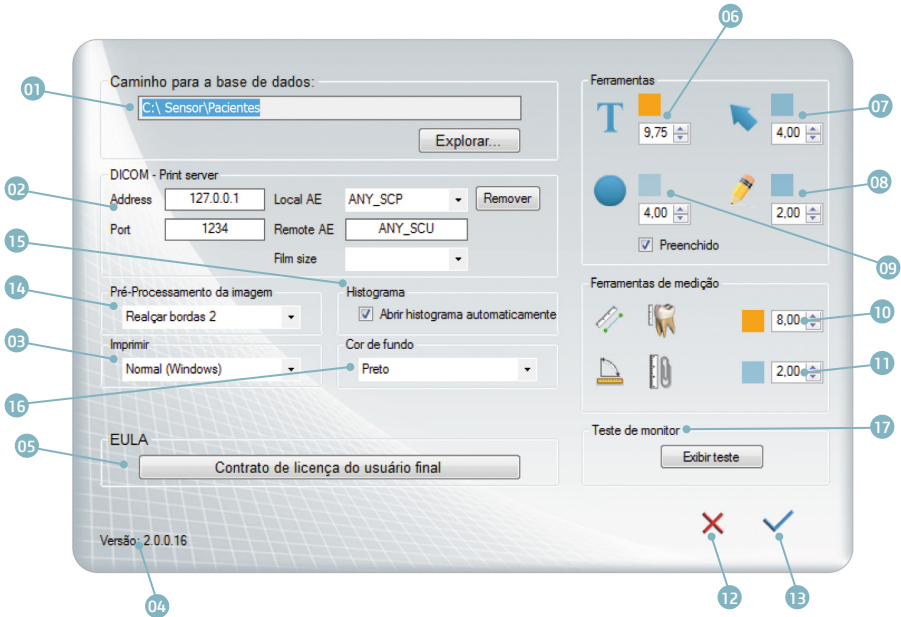 06
Caminho para a base de dados:
Ferramentas
01
C:\ Sensor\Pacientes
T
07
9,75
4,00
Explorar...
DICOM - Print server
02
Address
127.0.0.1
Local AE
ANY_SCP
Remover
08
4,00
2,00
Port
1234
Remote AE
ANY_SCU
15
Preenchido
Film size
09
14
Pré-Processamento da imagem
Histograma
Ferramentas de medição
Realçar bordas 2
Abrir histograma automaticamente
8,00
10
03
Imprimir
Cor de fundo
Normal (Windows)
Preto
2,00
11
16
EULA
Teste de monitor
17
05
Contrato de licença do usuário final
Exibir teste
Versão: 2.0.0.16
04
12
13